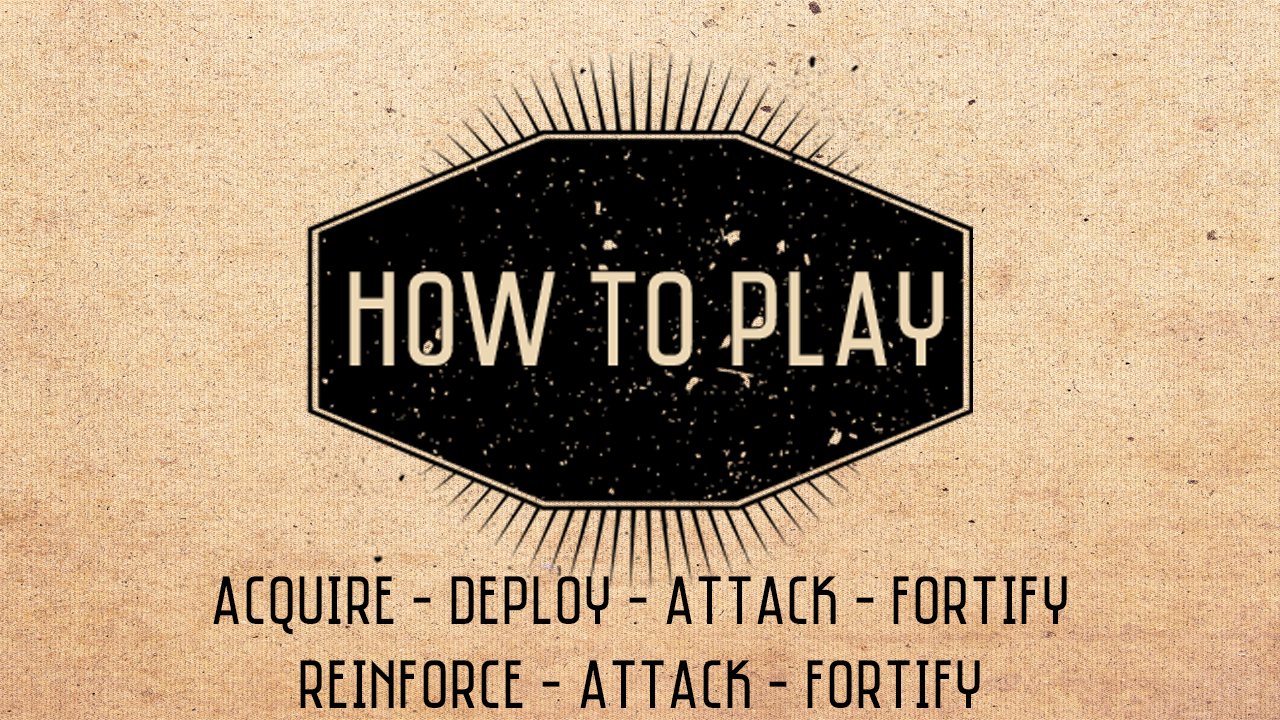 HOW TO PLAY
ACQUIRE - DEPLOY - ATTACK - FORTIFY
REINFORCE - ATTACK - FORTIFY